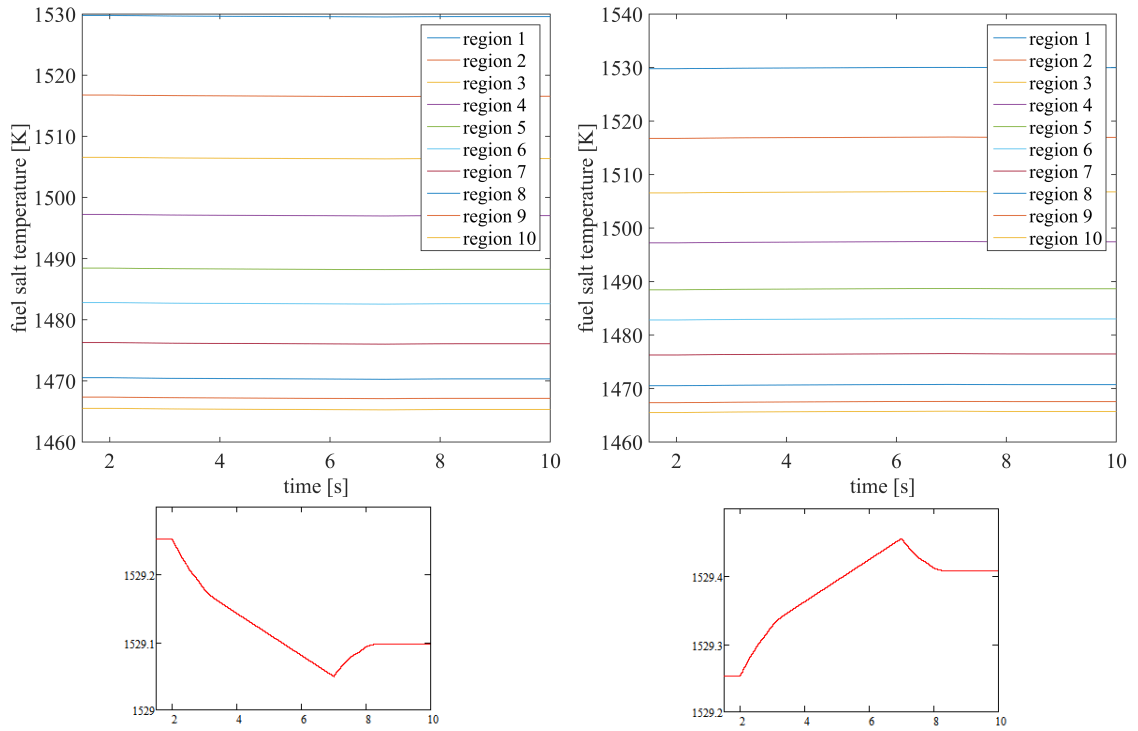 1530
1520
1510
1500
1490
1480
1470
1460
fuel salt temperature [K]
region 1
region 2
region 3
region 4
region 5
region 6
region 7
region 8
region 9
region 10
2
4
6
8
10
time [s]
1540
1530
1520
1510
1500
1490
1480
1470
1460
fuel salt temperature [K]
region 1
region 2
region 3
region 4
region 5
region 6
region 7
region 8
region 9
region 10
2
4
6
8
10
time [s]
1529.2
1529.1
1529
2
4
6
8
10
1529.4
1529.3
1529.2
2
4
6
8
10